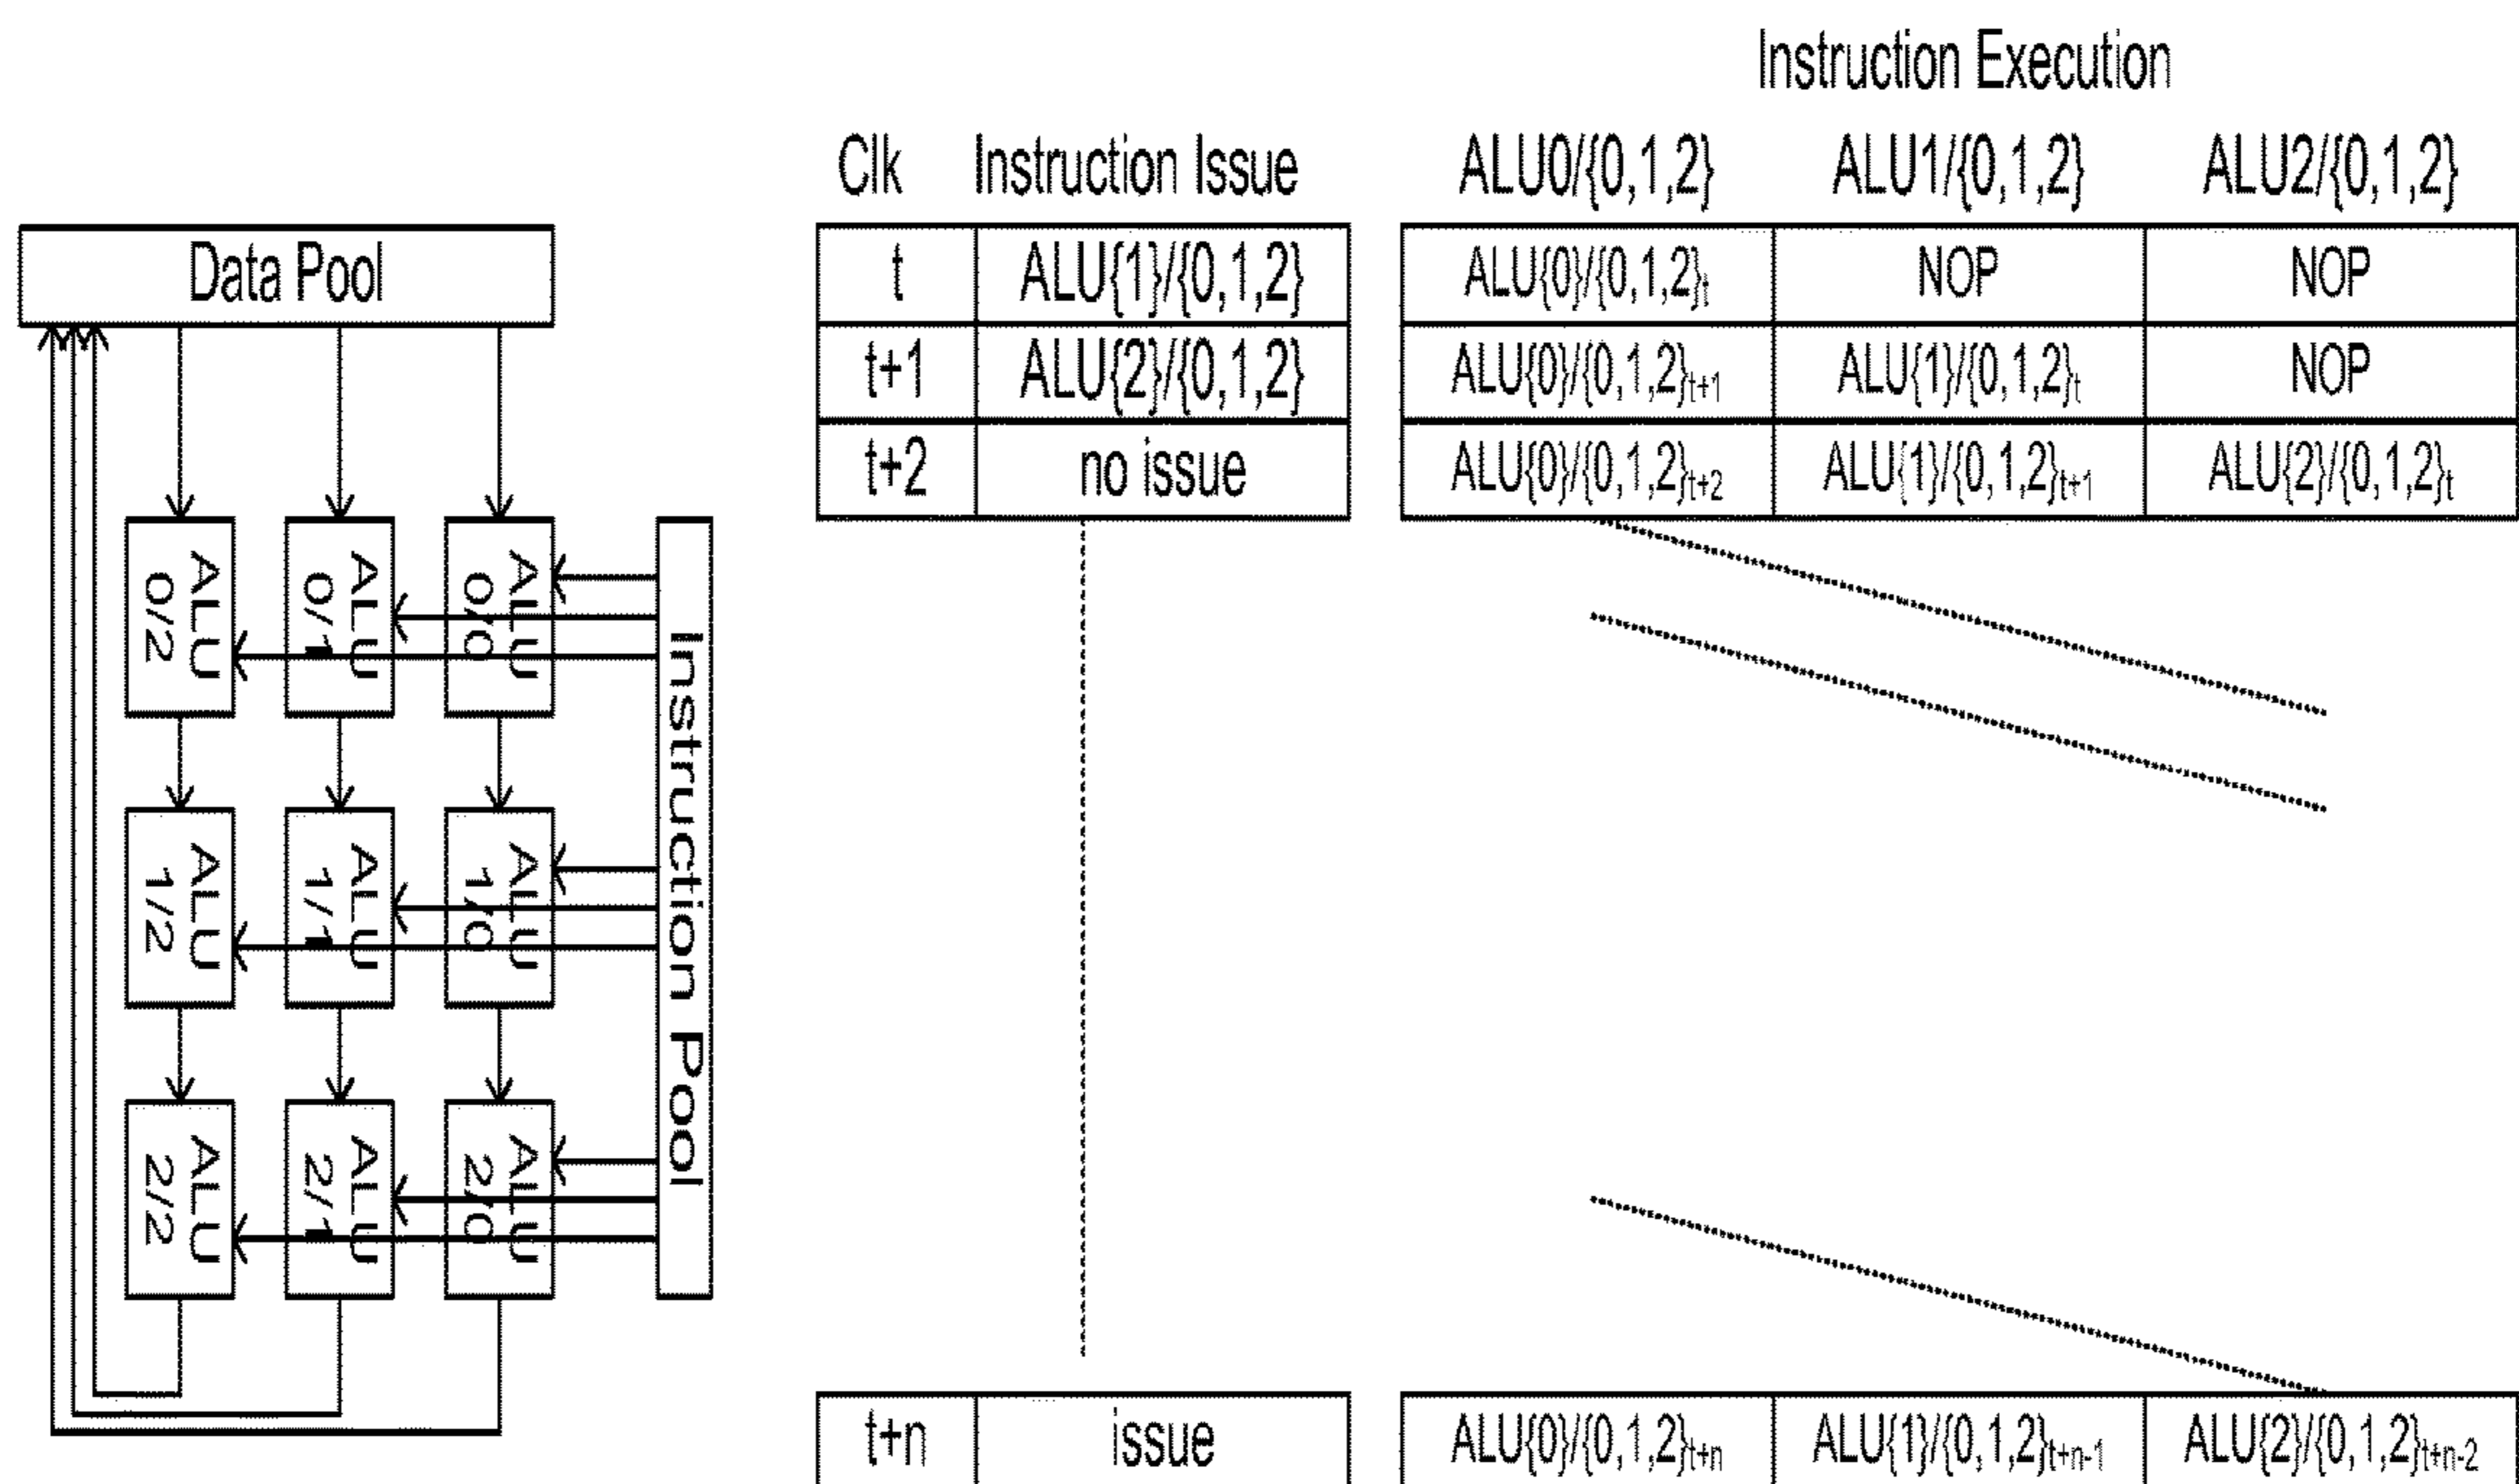 Instruction Execution
Clk Instruction Issue ALU0/{0,1,2} ALU1/{0,1,2} ALU2/{0,1,2}
Data Pool
t ALU{1}/{0,1,2} ALU{0}/{0,1,2}t NOP NOP
t+1 ALU{2}/{0,1,2} ALU{0}/{0,1,2}t+1 ALU{1}/{0,1,2}t NOP
t+2 no issue ALU{0}/{0,1,2}t+2 ALU{1}/{0,1,2}t+1 ALU{2}/{0,1,2}t
ALU
0/2
ALU
0/1
ALU
0/0
Instruction Pool
ALU
1/2
ALU
1/1
ALU
1/0
ALU
2/2
ALU
2/1
ALU
2/0
t+n issue ALU{0}/{0,1,2}t+n ALU{1}/{0,1,2}t+n-1 ALU{2}/{0,1,2}t+n-2